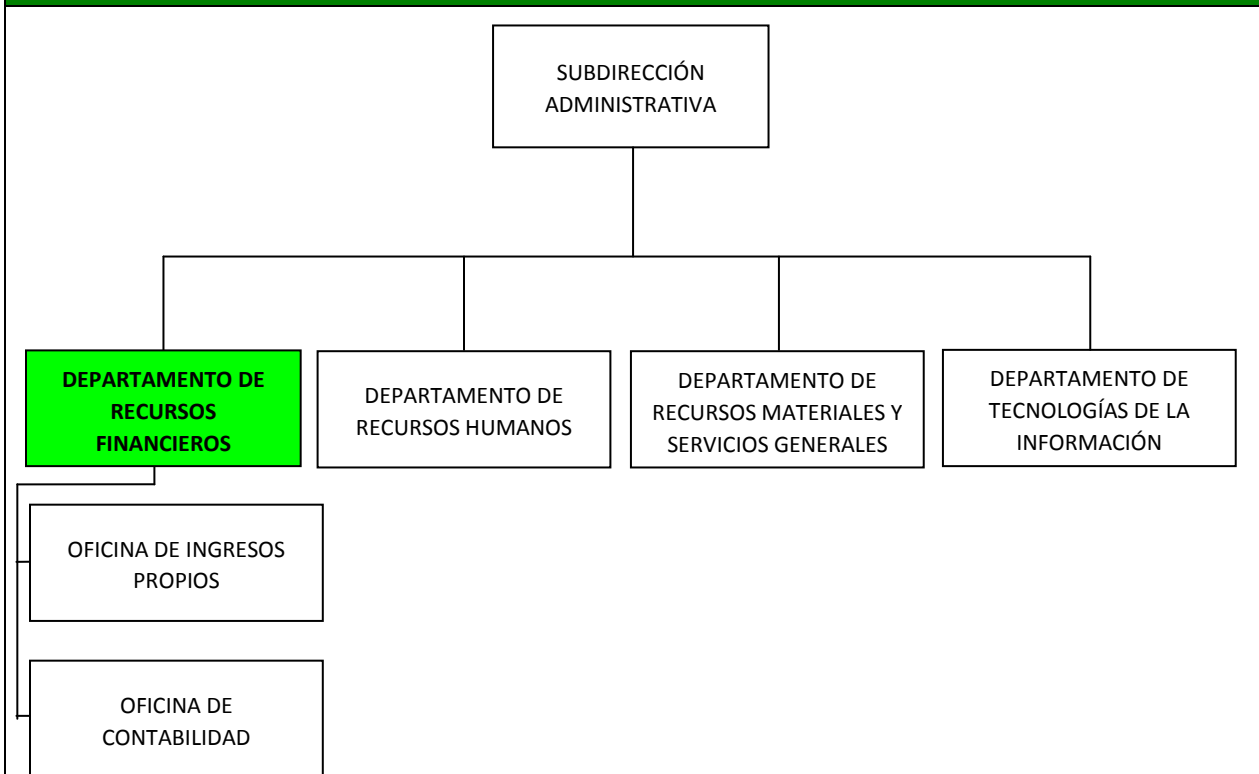 SUBDIRECCIÓN
ADMINISTRATIVA
DEPARTAMENTO DE
RECURSOS
FINANCIEROS
DEPARTAMENTO DE
RECURSOS HUMANOS
DEPARTAMENTO DE
RECURSOS MATERIALES Y
SERVICIOS GENERALES
DEPARTAMENTO DE
TECNOLOGÍAS DE LA
INFORMACIÓN
OFICINA DE INGRESOS
PROPIOS
OFICINA DE
CONTABILIDAD